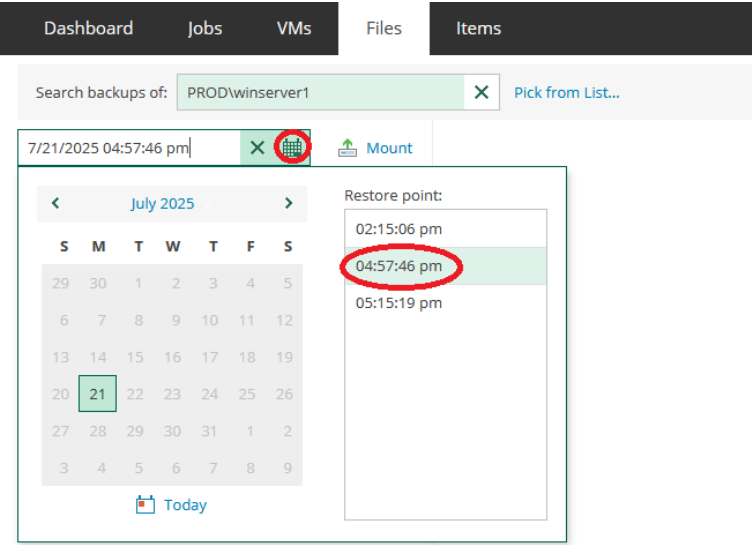 Dashboard Jobs VMs Files Items
Search backups of: PROD\winserver1 Pick from List...
7/21/2025 04:57:46 pm Mount
July 2025
S M T W T F S
29 30 1 2 3 4 5
6 7 8 9 10 11 12
13 14 15 16 17 18 19
20 21 22 23 24 25 26
27 28 29 30 31 1 2
3 4 5 6 7 8 9
Today
Restore point:
02:15:06 pm
04:57:46 pm
05:15:19 pm